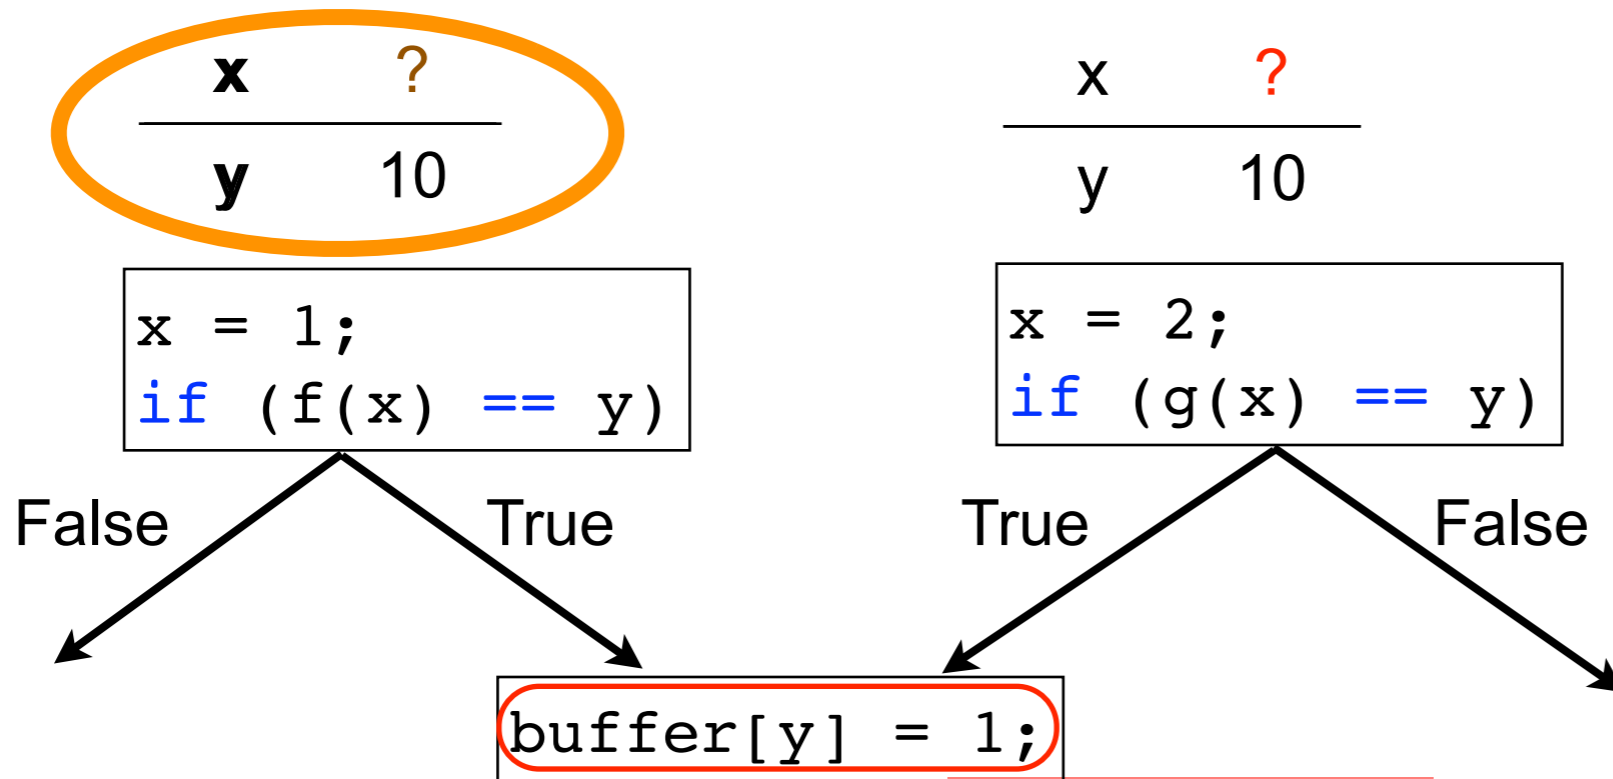 x ?
y 10
x ?
y 10
x = 1;
if (f(x) == y)
x = 2;
if (g(x) == y)
False
True
True
False
buffer[y] = 1;